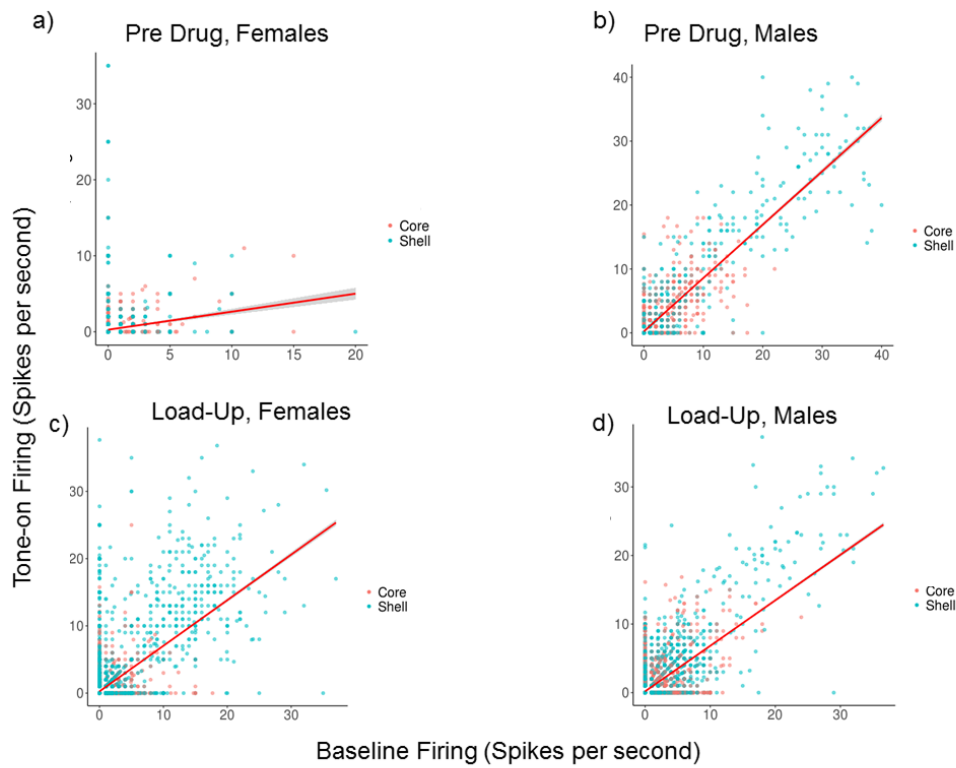 a)
Pre Drug, Females
b)
Pre Drug, Males
30
20
10
0
0
5
10
15
20
Core
Shell
40
30
20
10
0
0
10
20
30
40
Core
Shell
Tone-on Firing (Spikes per second)
c)
Load-Up, Females
d)
Load-Up, Males
30
20
10
0
0
10
20
30
Core
Shell
30
20
10
0
0
10
20
30
Core
Shell
Baseline Firing (Spikes per second)